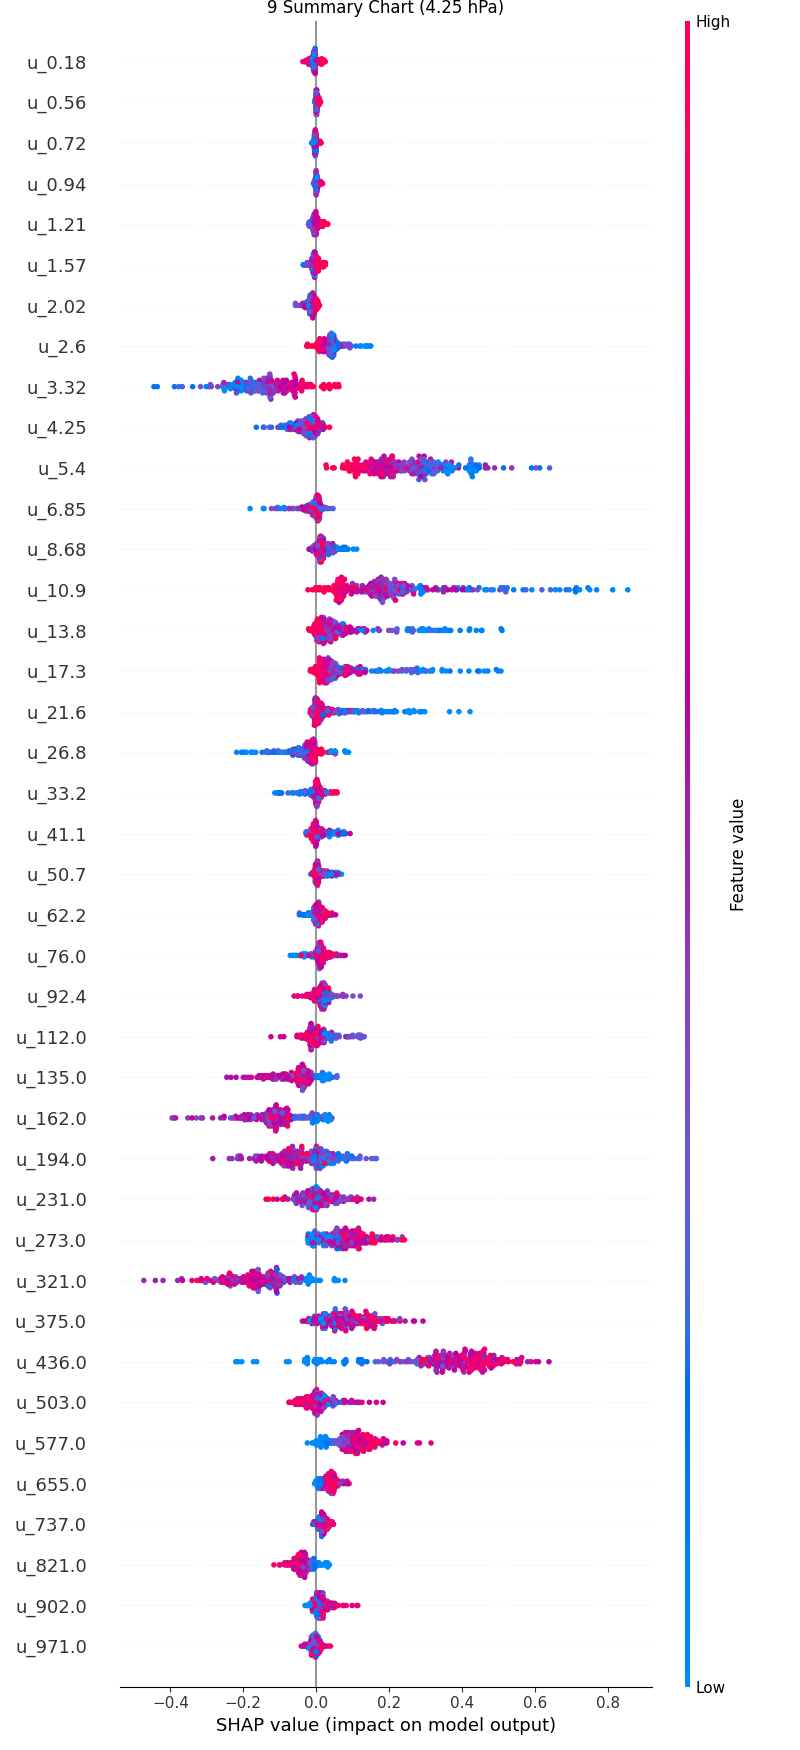 9 Summary Chart (4.25 hPa)
High
u_0.18
u_0.56
u_0.72
u_0.94
u_1.21
u_1.57
u_2.02
u_2.6
u_3.32
u_4.25
u_5.4
u_6.85
u_8.68
u_10.9
u_13.8
u_17.3
u_21.6
u_26.8
u_33.2
u_41.1
u_50.7
u_62.2
u_76.0
u_92.4
u_112.0
u_135.0
u_162.0
u_194.0
u_231.0
u_273.0
u_321.0
u_375.0
u_436.0
u_503.0
u_577.0
u_655.0
u_737.0
u_821.0
u_902.0
u_971.0
Feature value
Low
−0.4 −0.2 0.0 0.2 0.4 0.6 0.8
SHAP value (impact on model output)